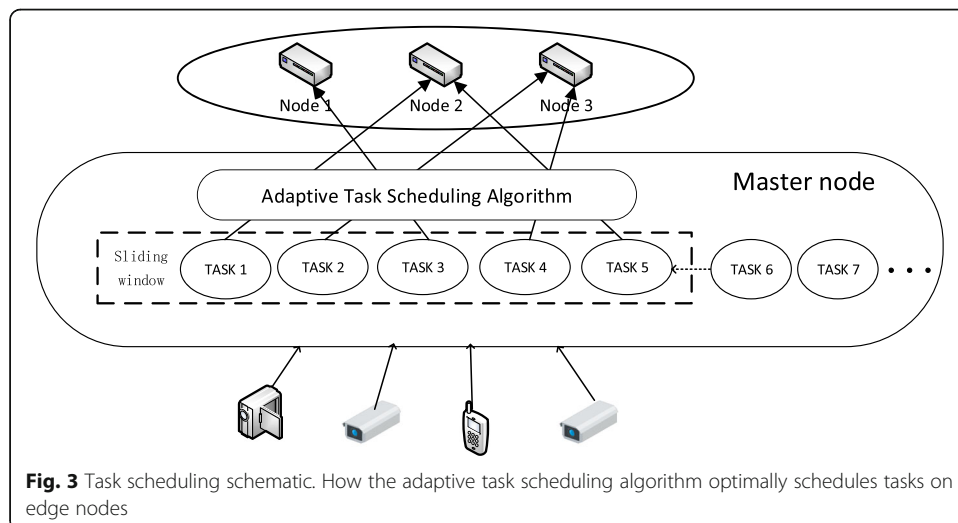 Node 1 Node 2 Node 3
Master node
Adaptive Task Scheduling Algorithm
Sliding
window
TASK 1 TASK 2 TASK 3 TASK 4 TASK 5 TASK 6 TASK 7 • • •
Fig. 3 Task scheduling schematic. How the adaptive task scheduling algorithm optimally schedules tasks on
edge nodes